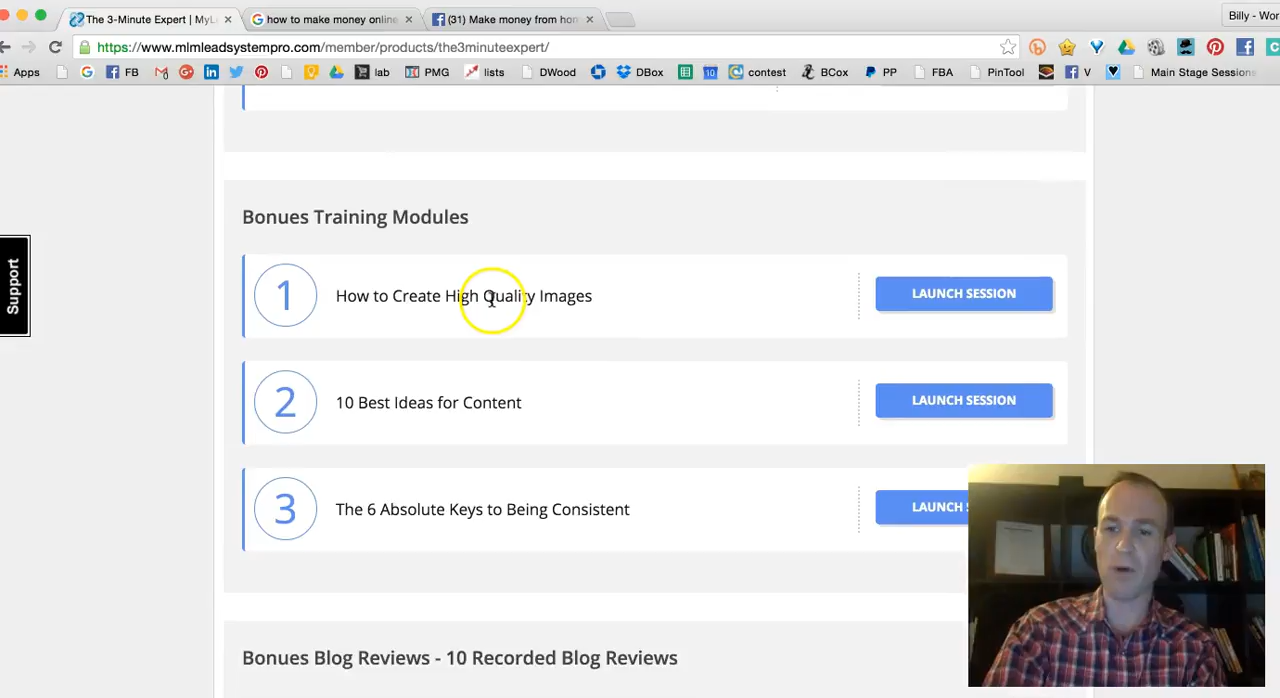 The 3-Minute Expert | MyL
how to make money online
(31) Make money from hom
Billy - Wor
https://www.mlmleadsystempro.com/member/products/the3minuteexpert/
Apps
FB
lab
PMG
lists
DWood
DBox
10
contest
BCox
PP
FBA
PinTool
V
Main Stage Sessions
Support
Bonues Training Modules
1
How to Create High Quality Images
LAUNCH SESSION
2
10 Best Ideas for Content
LAUNCH SESSION
3
The 6 Absolute Keys to Being Consistent
LAUNCH
Bonues Blog Reviews - 10 Recorded Blog Reviews